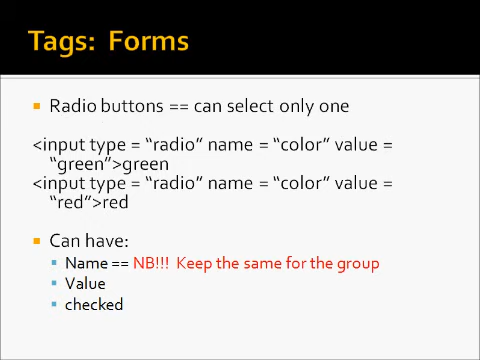 Tags:  Forms
Radio buttons == can select only one
<input type = “radio” name = “color” value =
“green”>green
<input type = “radio” name = “color” value =
“red”>red
Can have:
Name == NB!!!  Keep the same for the group
Value
checked